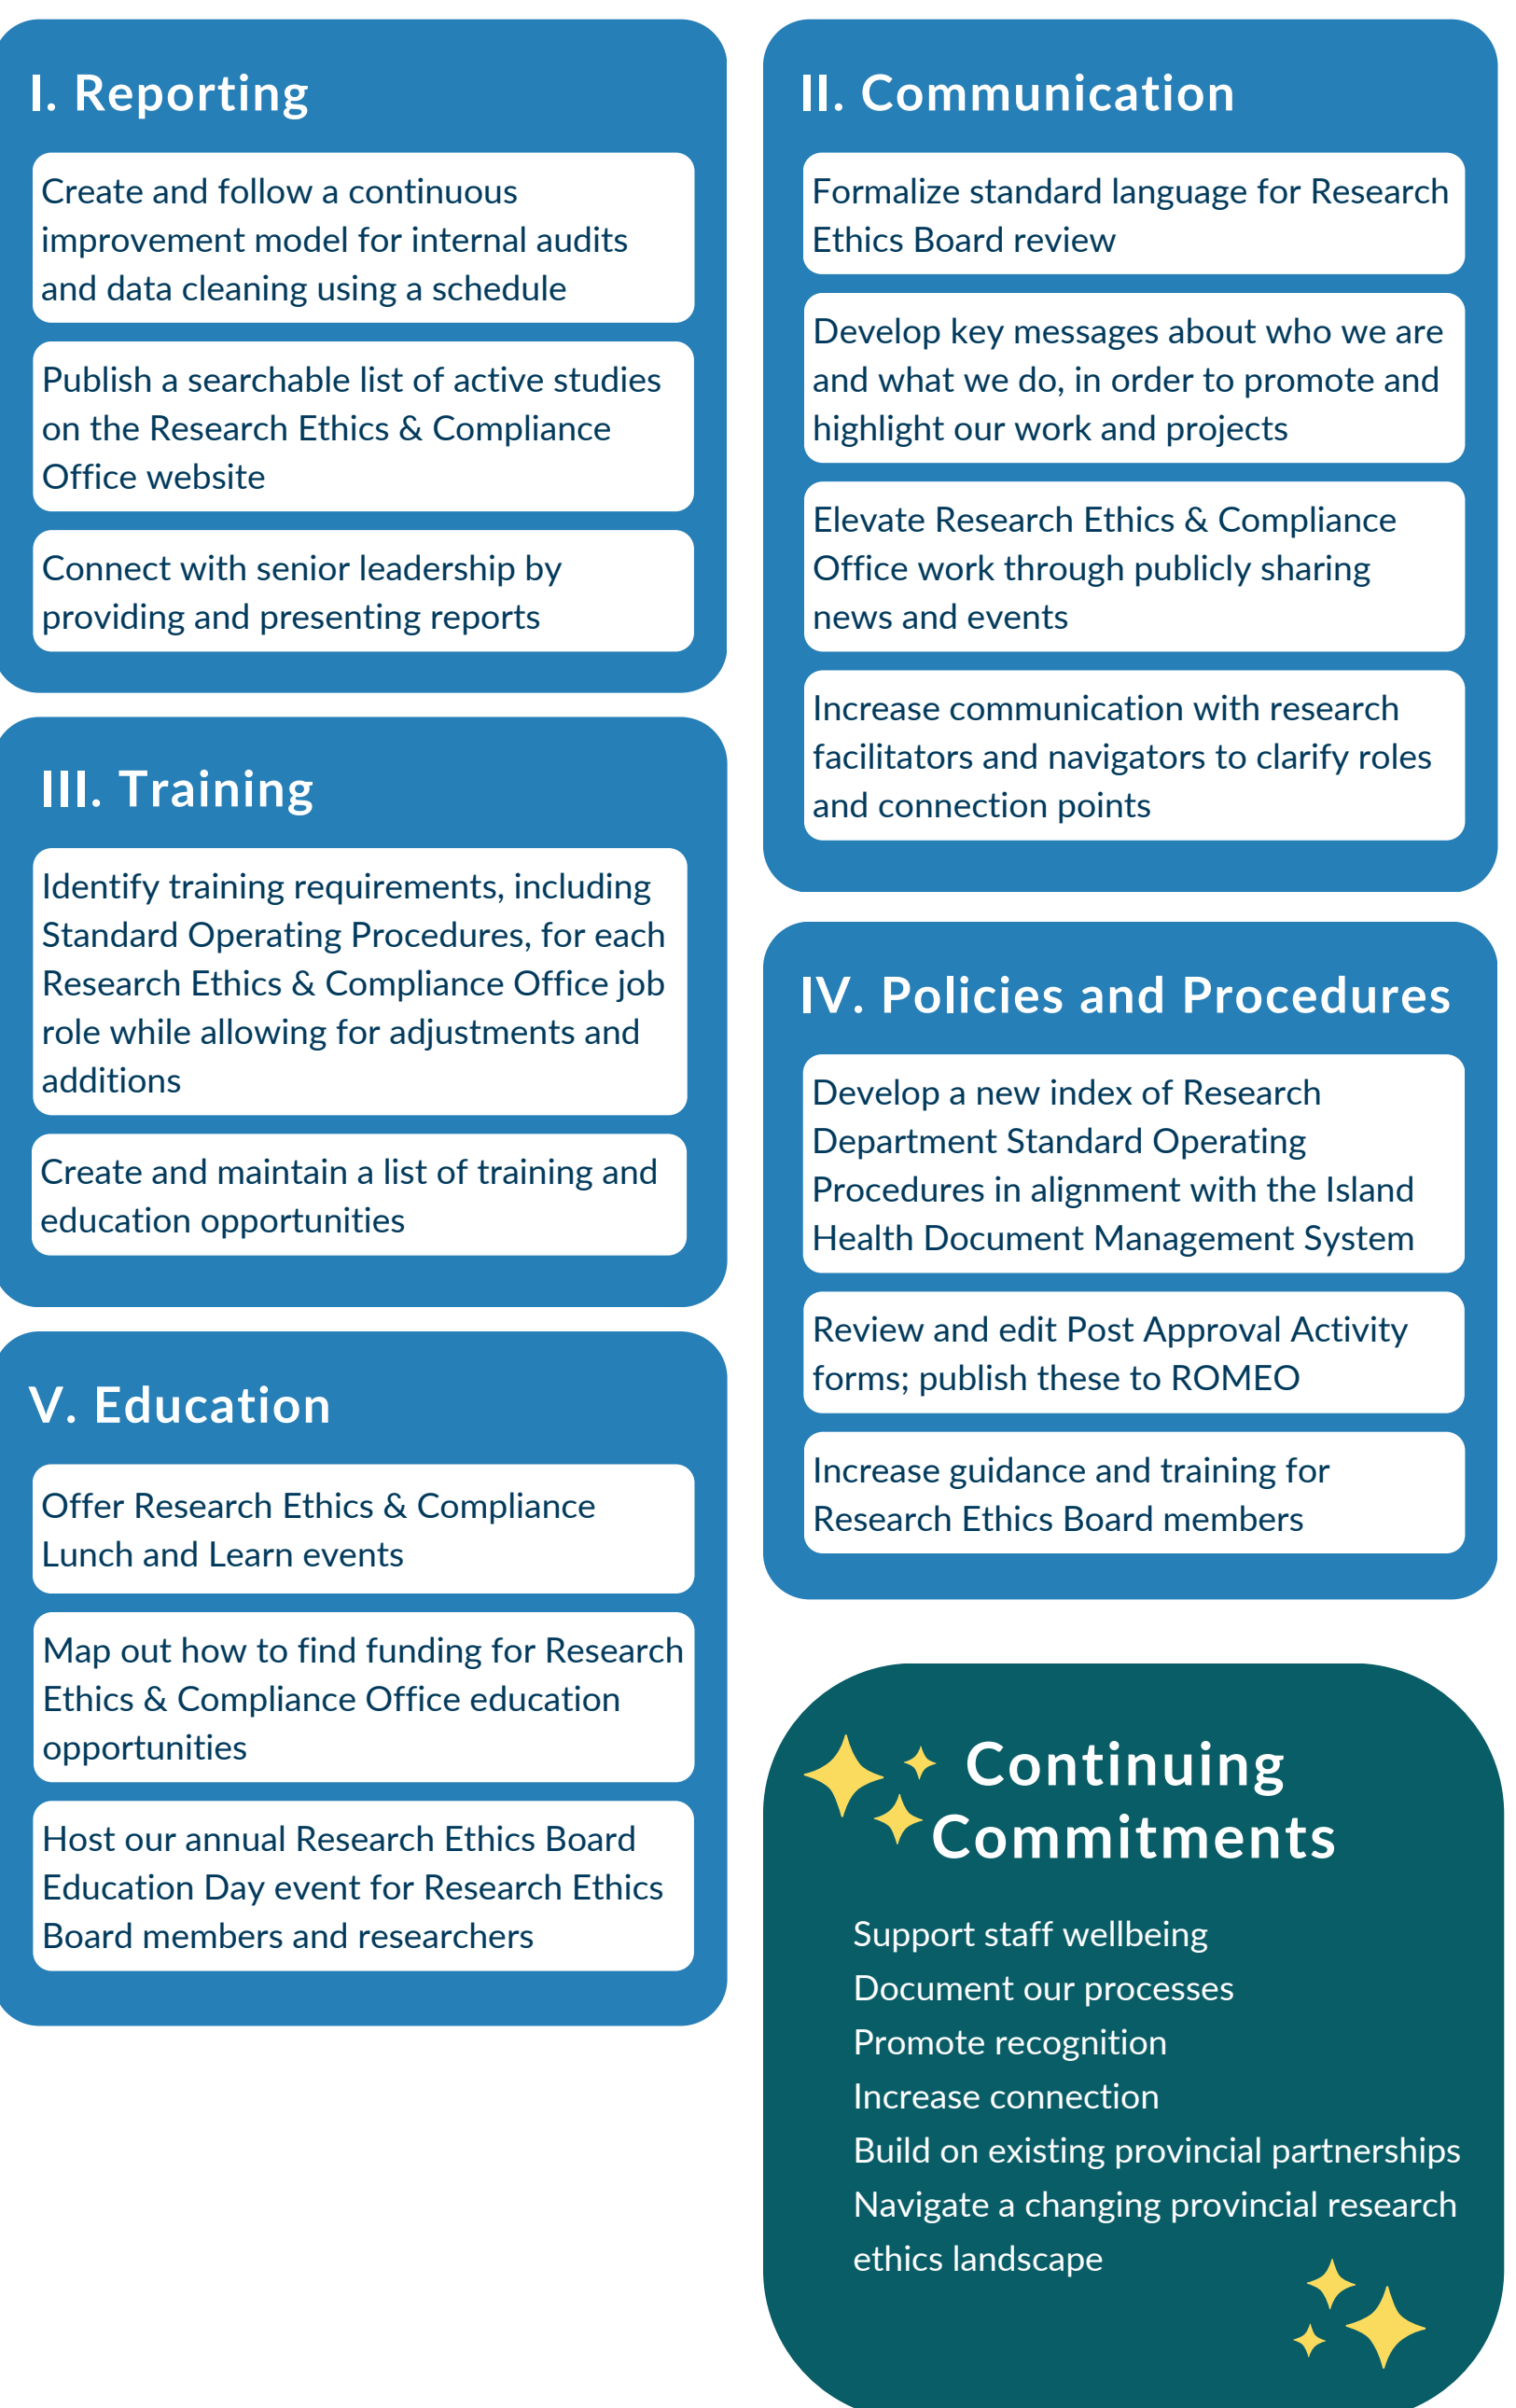 I. Reporting
Create and follow a continuous
improvement model for internal audits
and data cleaning using a schedule
Publish a searchable list of active studies
on the Research Ethics & Compliance
Office website
Connect with senior leadership by
providing and presenting reports
II. Communication
Formalize standard language for Research
Ethics Board review
Develop key messages about who we are
and what we do, in order to promote and
highlight our work and projects
Elevate Research Ethics & Compliance
Office work through publicly sharing
news and events
Increase communication with research
facilitators and navigators to clarify roles
and connection points
III. Training
Identify training requirements, including
Standard Operating Procedures, for each
Research Ethics & Compliance Office job
role while allowing for adjustments and
additions
Create and maintain a list of training and
education opportunities
IV. Policies and Procedures
Develop a new index of Research
Department Standard Operating
Procedures in alignment with the Island
Health Document Management System
Review and edit Post Approval Activity
forms; publish these to ROMEO
Increase guidance and training for
Research Ethics Board members
V. Education
Offer Research Ethics & Compliance
Lunch and Learn events
Map out how to find funding for Research
Ethics & Compliance Office education
opportunities
Host our annual Research Ethics Board
Education Day event for Research Ethics
Board members and researchers
Continuing
Commitments
Support staff wellbeing
Document our processes
Promote recognition
Increase connection
Build on existing provincial partnerships
Navigate a changing provincial research
ethics landscape